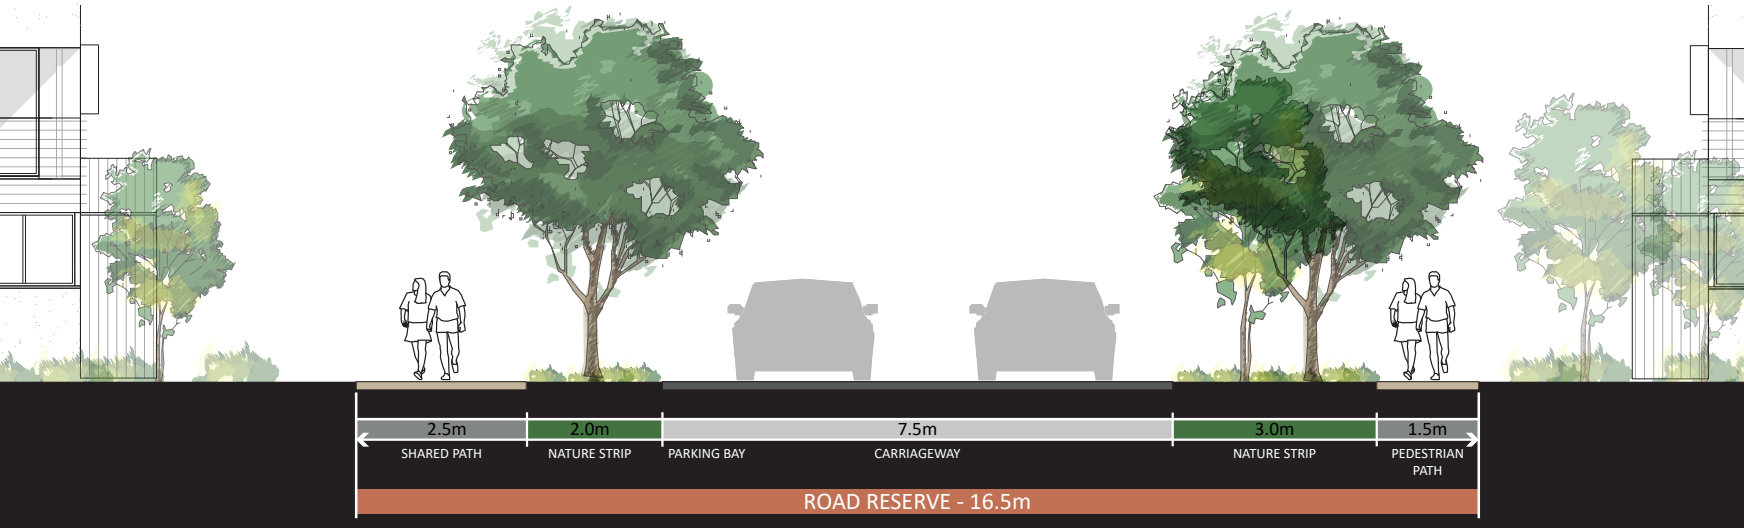 2.5m 2.0m 7.5m 3.0m 1.5m
SHARED PATH NATURE STRIP PARKING BAY CARRIAGEWAY NATURE STRIP PEDESTRIAN
PATH
ROAD RESERVE - 16.5m